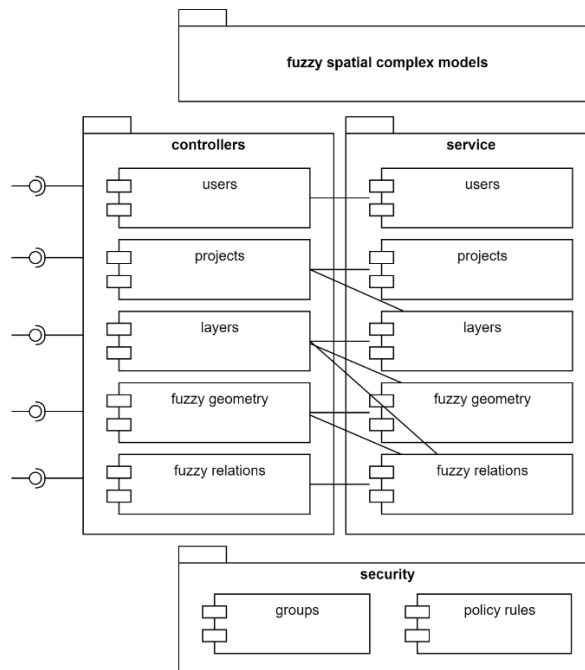 fuzzy spatial complex models
controllers
service
users
users
projects
projects
layers
layers
fuzzy geometry
fuzzy geometry
fuzzy relations
fuzzy relations
security
groups
policy rules